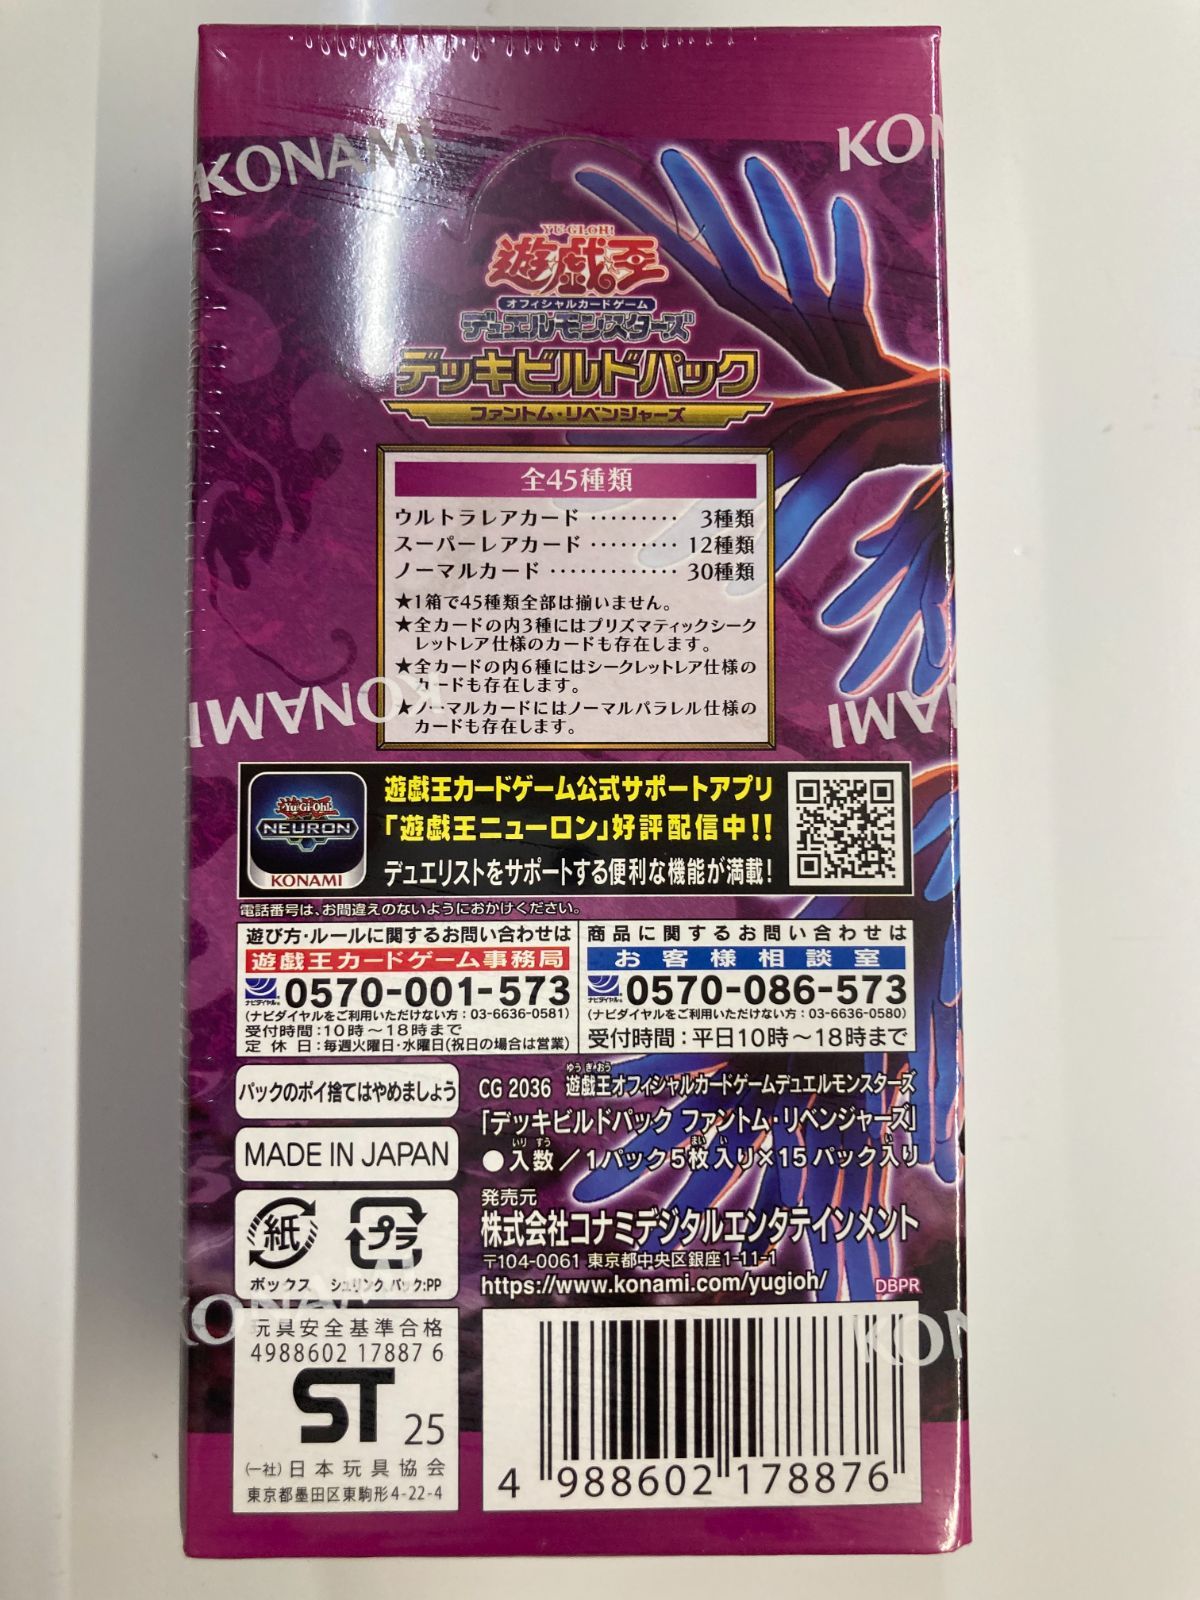 KONAMI
KON
YU-GI-OH!
遊戯王
オフィシャルカードゲーム
デュエルモンスターズ
デッキビルドパック
ファントム・リベンジャーズ
全45種類
ウルトラレアカード ········· 3種類
スーパーレアカード ········· 12種類
ノーマルカード ············· 30種類
★1箱で45種類全部は揃いません。
★全カードの内3種にはプリズマティックシーク
レットレア仕様のカードも存在します。
★全カードの内6種にはシークレットレア仕様の
カードも存在します。
★ノーマルカードにはノーマルパラレル仕様の
カードも存在します。
KONAMI
NAMI
Yu-Gi-Oh!
NEURON
KONAMI
遊戯王カードゲーム公式サポートアプリ
「遊戯王ニューロン」好評配信中!!
デュエリストをサポートする便利な機能が満載!
電話番号は、お間違えのないようにおかけください。
遊び方・ルールに関するお問い合わせは
遊戯王カードゲーム事務局
ナビダイヤル 0570-001-573
(ナビダイヤルをご利用いただけない方:03-6636-0581)
受付時間:10時〜18時まで
定休日:毎週火曜日・水曜日(祝日の場合は営業)
商品に関するお問い合わせは
お客様相談室
ナビダイヤル 0570-086-573
(ナビダイヤルをご利用いただけない方:03-6636-0580)
受付時間:平日10時〜18時まで
パックのポイ捨てはやめましょう
MADE IN JAPAN
紙
ボックス
プラ
シュリンク,パック:PP
CG 2036 遊戯王オフィシャルカードゲームデュエルモンスターズ
ゆうぎおう
「デッキビルドパック ファントム・リベンジャーズ」
いりすう まい い い
●入数/1パック5枚入り×15パック入り
発売元
株式会社コナミデジタルエンタテインメント
〒104-0061 東京都中央区銀座1-11-1
https://www.konami.com/yugioh/
DBPR
KONAMI
KON
玩具安全基準合格
4988602 17887 6
ST 25
(一社)日本玩具協会
東京都墨田区東駒形4-22-4
4 988602 178876